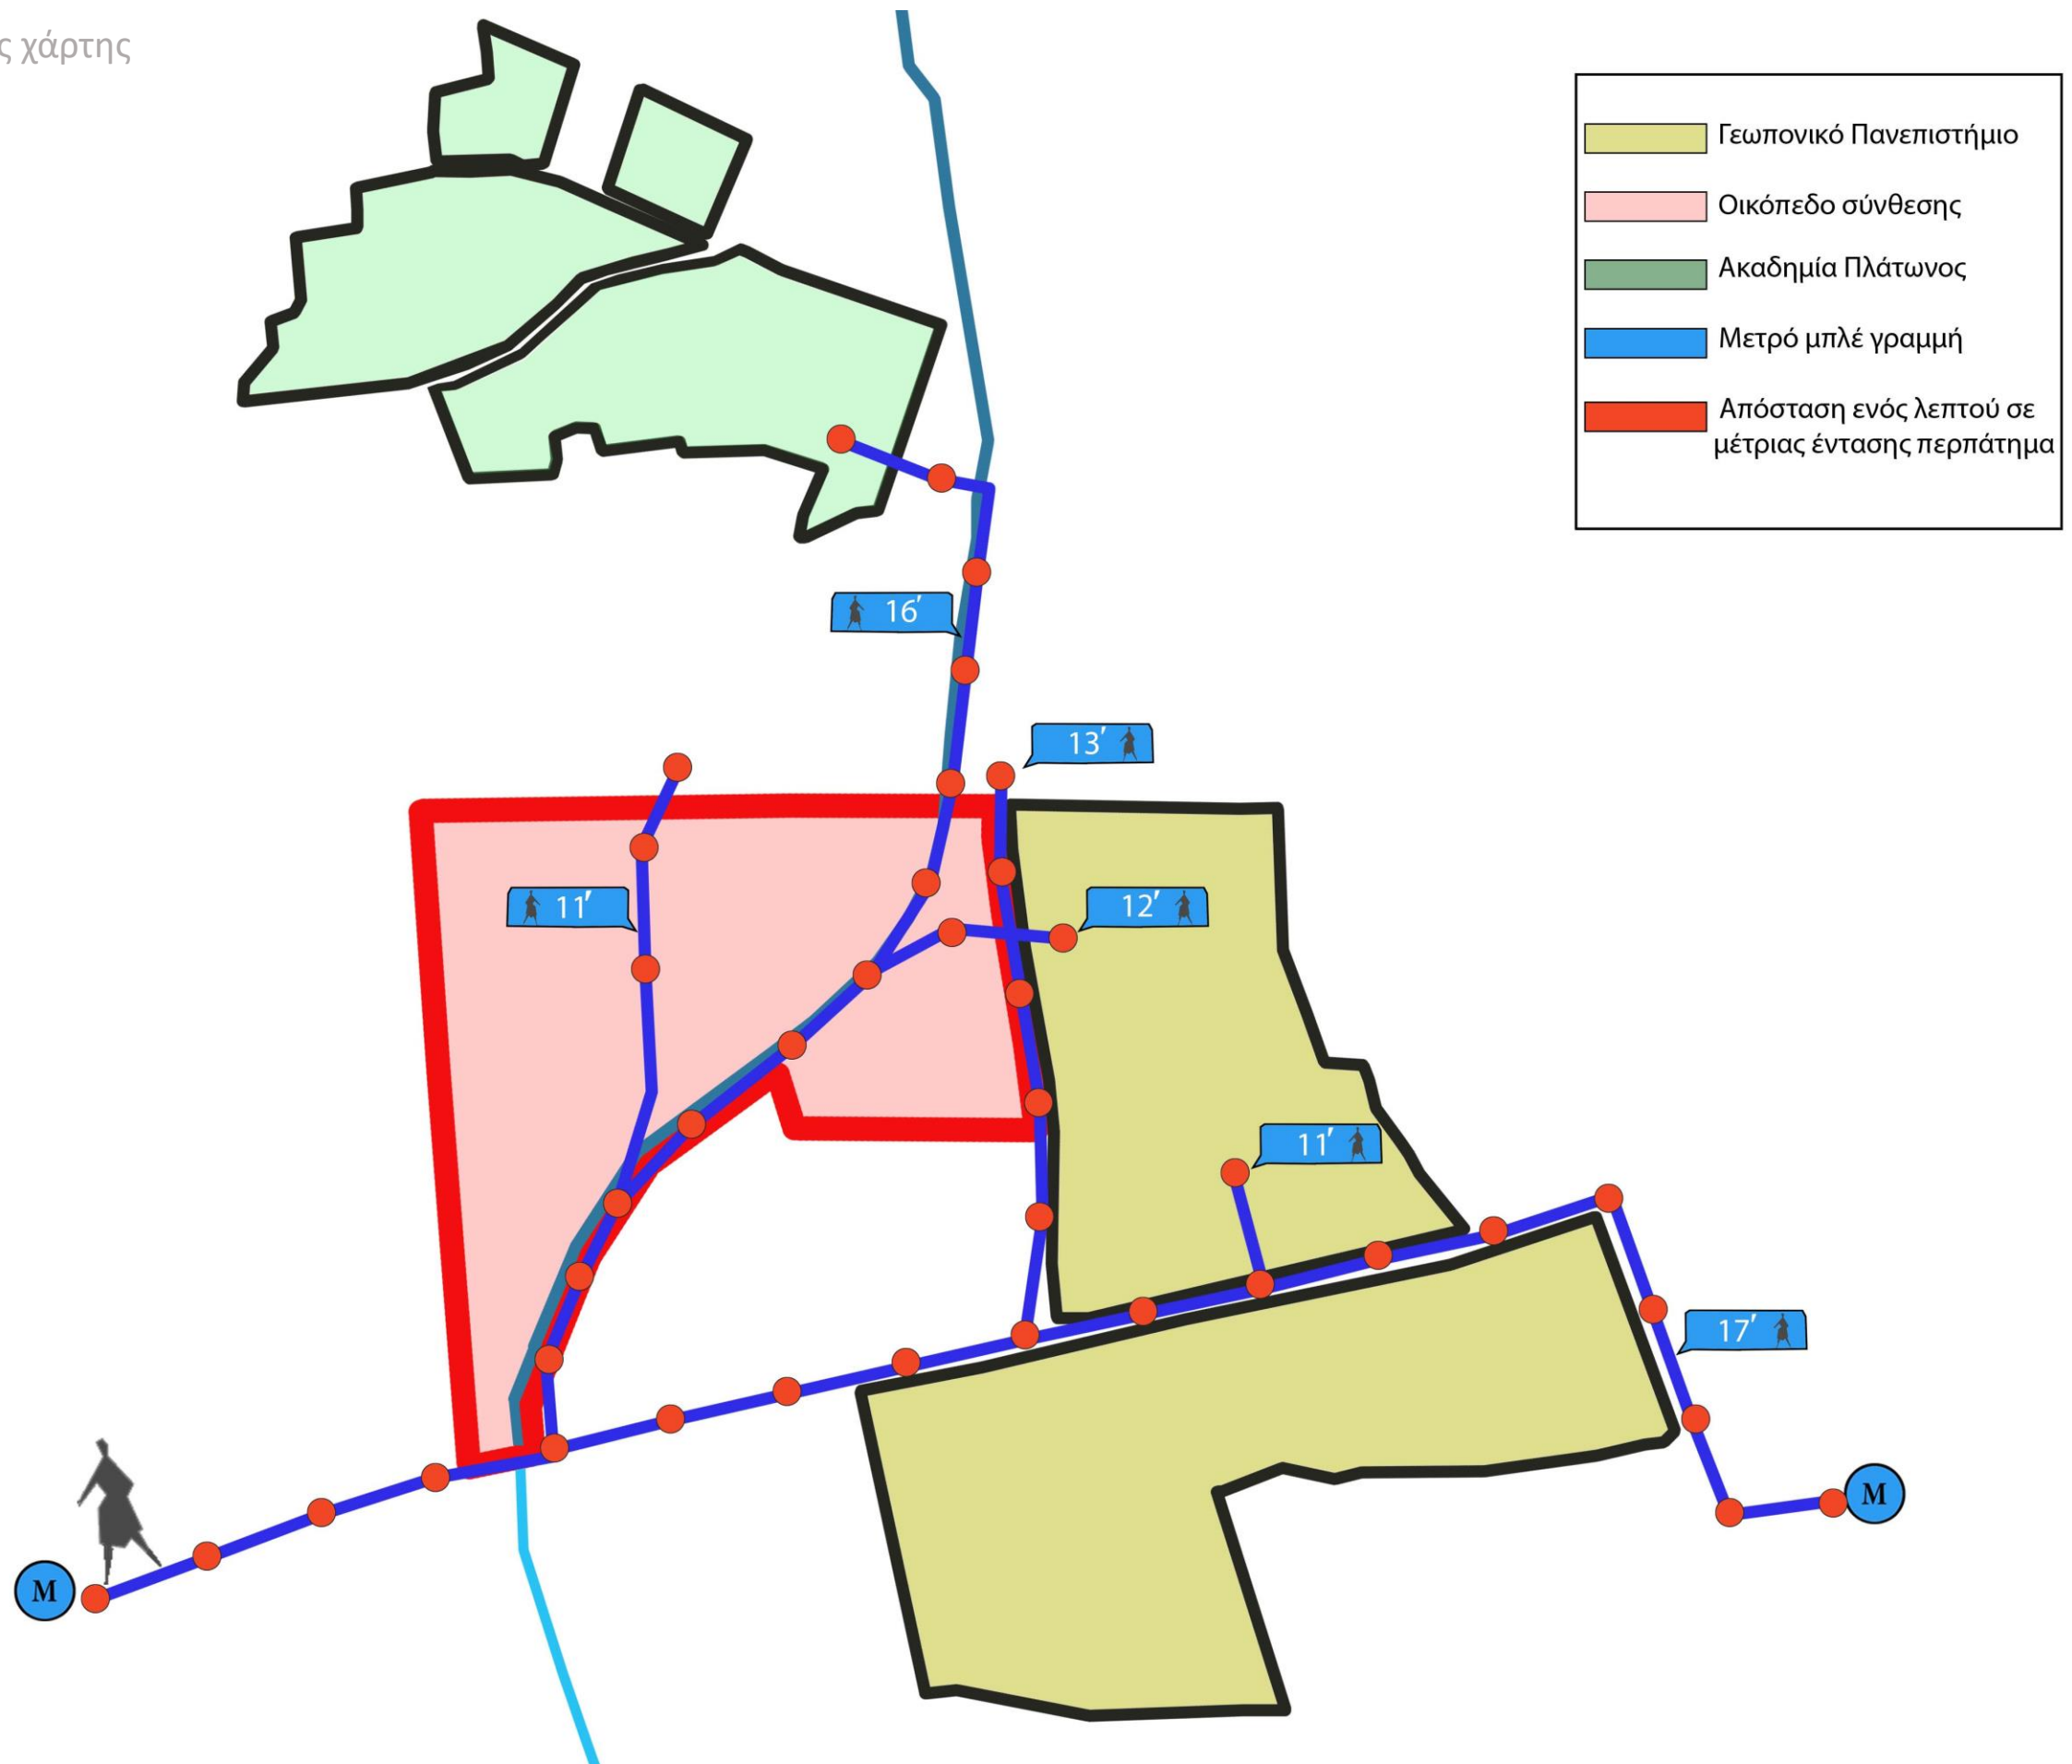 ς χάρτης
Γεωπονικό Πανεπιστήμιο
Οικόπεδο σύνθεσης
Ακαδημία Πλάτωνος
Μετρό μπλέ γραμμή
Απόσταση ενός λεπτού σε
μέτριας έντασης περπάτημα
16′
13′
11′
12′
11′
17′
M
M